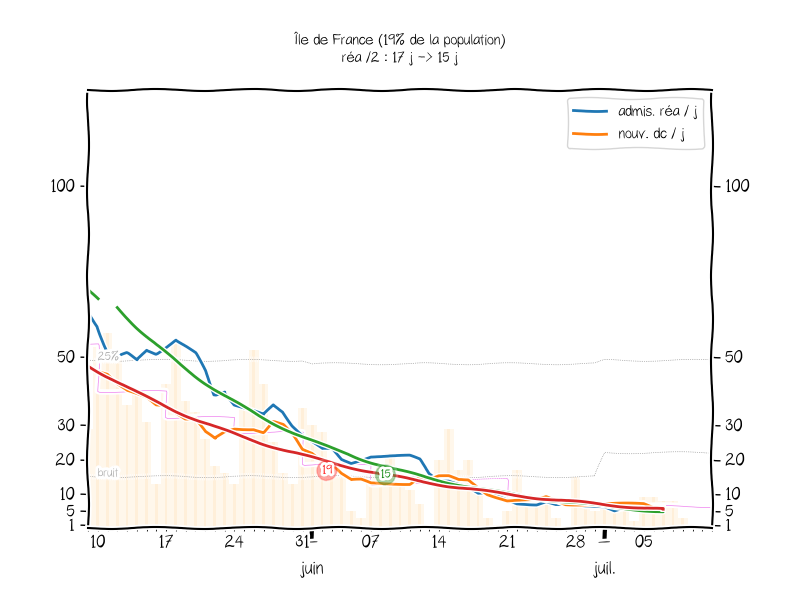 Île de France (19% de la population)
réa /2 : 17 j -> 15 j
admis. réa / j
nouv. dc / j
100
100
50
50
25%
30
30
20
20
bruit
19
15
10
10
5
5
1
1
10 17 24 31 07 14 21 28 05
juin juil.